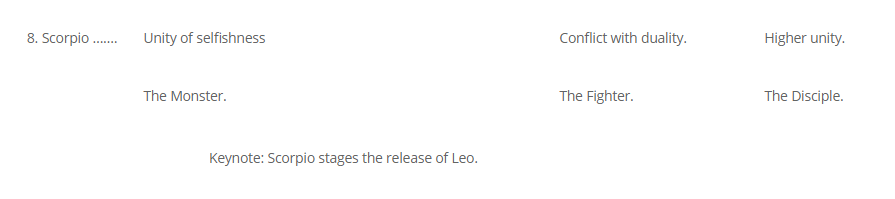 8. Scorpio ....... Unity of selfishness Conflict with duality. Higher unity.
The Monster. The Fighter. The Disciple.
Keynote: Scorpio stages the release of Leo.